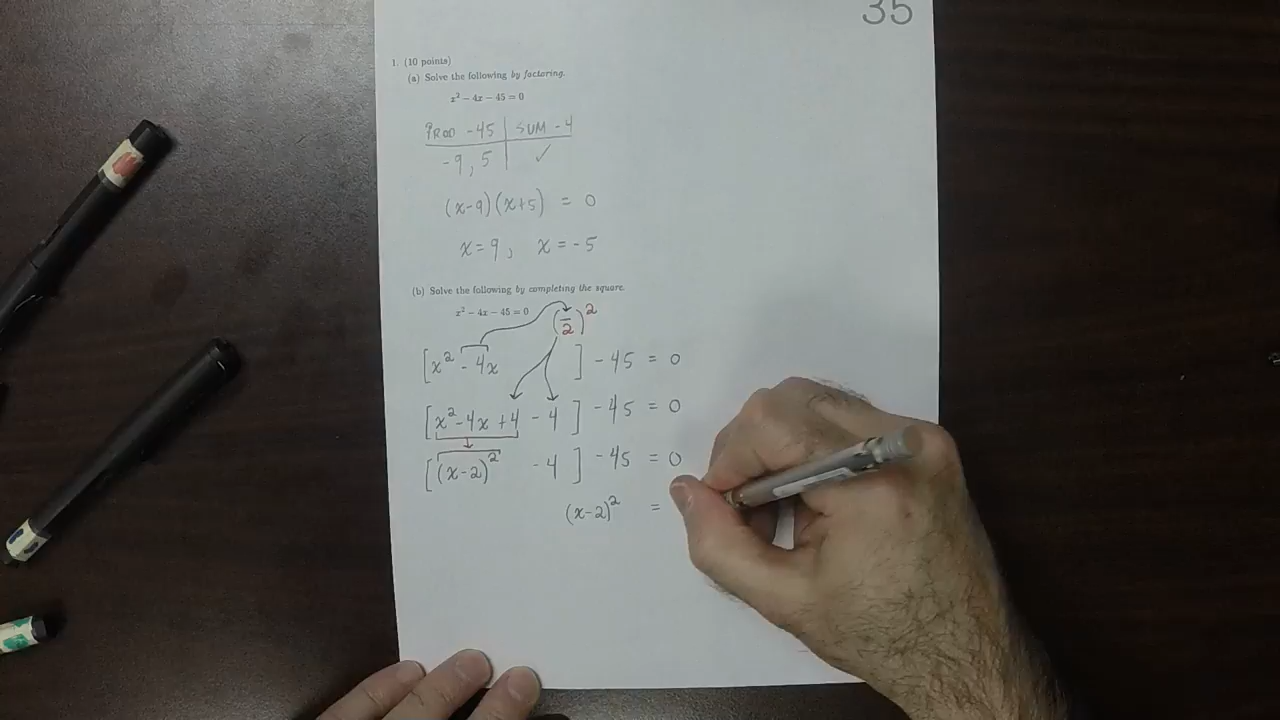 35
1. (10 points)
(a) Solve the following by factoring.
x² − 4x − 45 = 0
PROD -45 | SUM -4
-9, 5 | ✓
(x-9)(x+5) = 0
x = 9, x = -5
(b) Solve the following by completing the square.
x² − 4x − 45 = 0 (—/2)²
[x² - 4x ] - 45 = 0
[x² - 4x + 4 - 4] - 45 = 0
[(x-2)² - 4] - 45 = 0
(x-2)² =